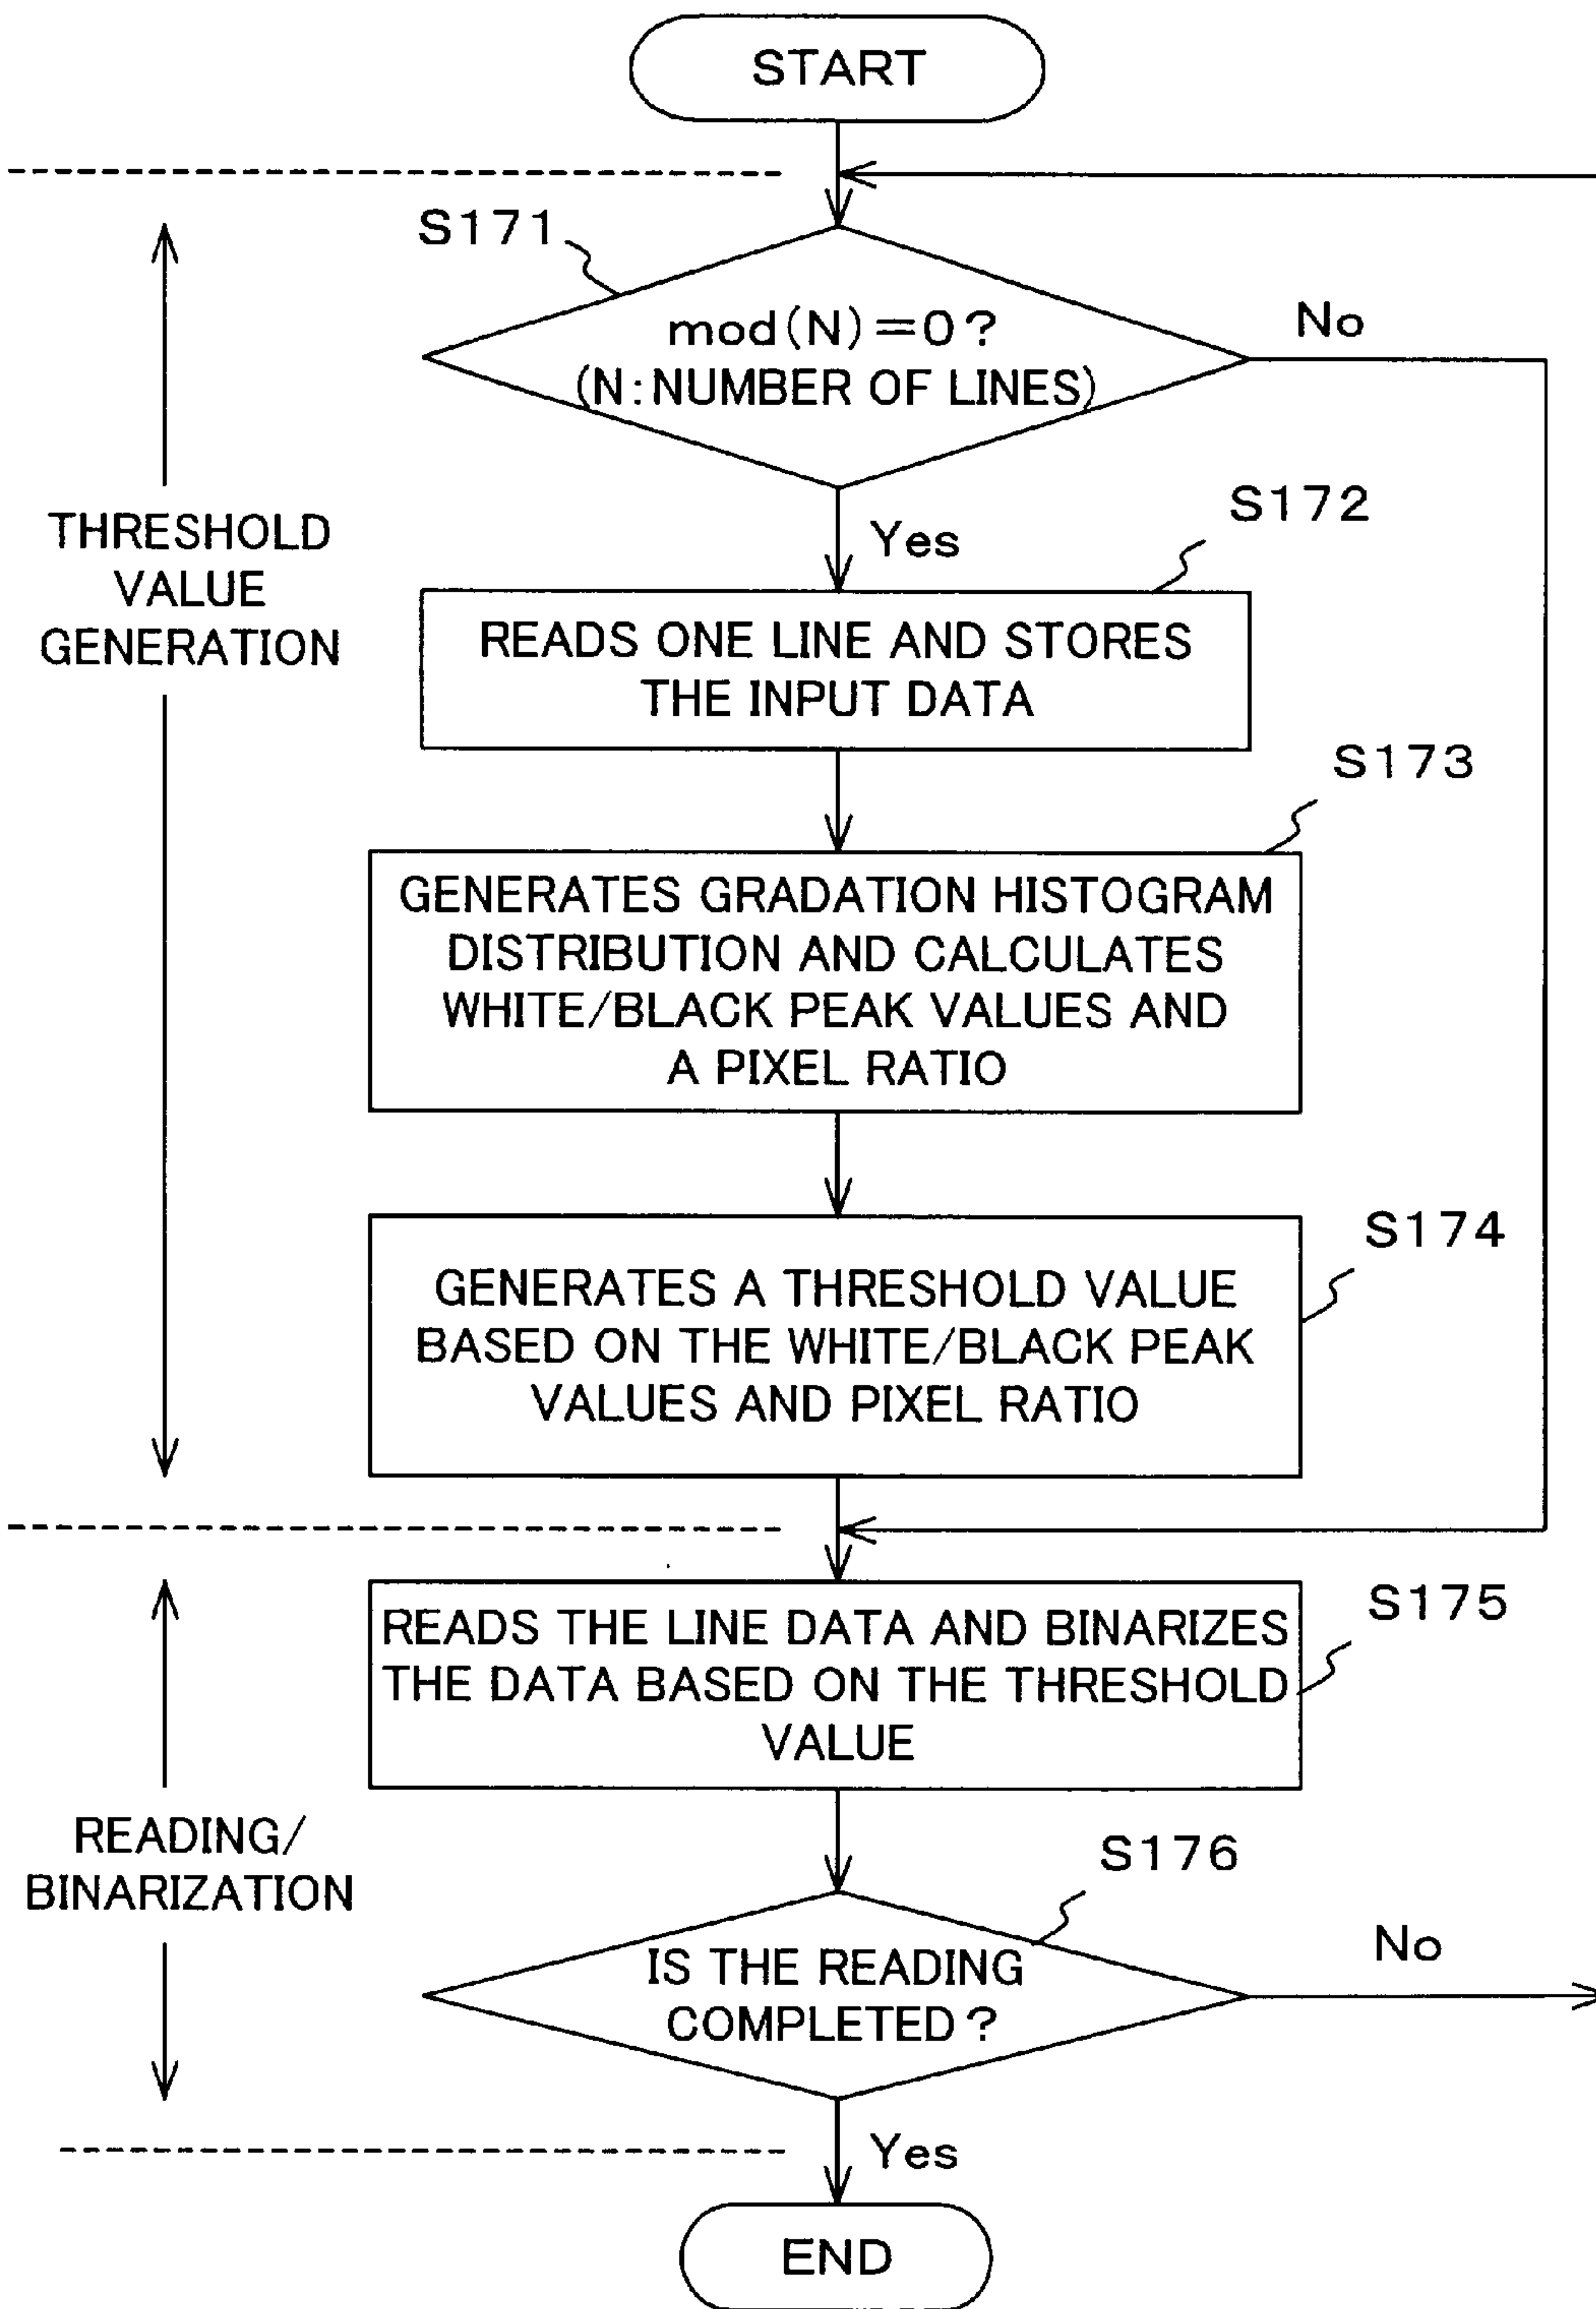 START
S171
mod(N)=0?
(N:NUMBER OF LINES)
No
Yes
S172
THRESHOLD
VALUE
GENERATION
READS ONE LINE AND STORES
THE INPUT DATA
S173
GENERATES GRADATION HISTOGRAM
DISTRIBUTION AND CALCULATES
WHITE/BLACK PEAK VALUES AND
A PIXEL RATIO
S174
GENERATES A THRESHOLD VALUE
BASED ON THE WHITE/BLACK PEAK
VALUES AND PIXEL RATIO
S175
READS THE LINE DATA AND BINARIZES
THE DATA BASED ON THE THRESHOLD
VALUE
READING/
BINARIZATION
S176
IS THE READING
COMPLETED?
No
Yes
END